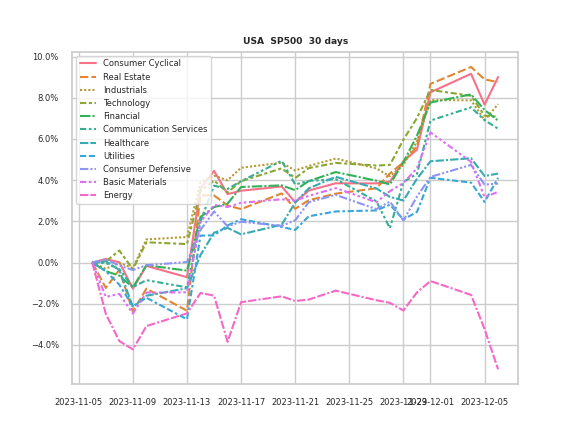 USA SP500 30 days
10.0%
8.0%
6.0%
4.0%
2.0%
0.0%
−2.0%
−4.0%
Consumer Cyclical
Real Estate
Industrials
Technology
Financial
Communication Services
Healthcare
Utilities
Consumer Defensive
Basic Materials
Energy
2023-11-05 2023-11-09 2023-11-13 2023-11-17 2023-11-21 2023-11-25 2023-11-29 2023-12-01 2023-12-05